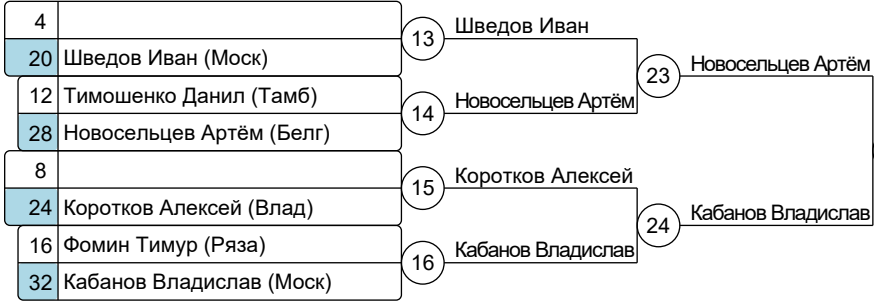 4
13
Шведов Иван
20 Шведов Иван (Моск)
23
Новосельцев Артём
12 Тимошенко Данил (Тамб)
14
Новосельцев Артём
28 Новосельцев Артём (Белг)
8
15
Коротков Алексей
24 Коротков Алексей (Влад)
24
Кабанов Владислав
16 Фомин Тимур (Ряза)
16
Кабанов Владислав
32 Кабанов Владислав (Моск)